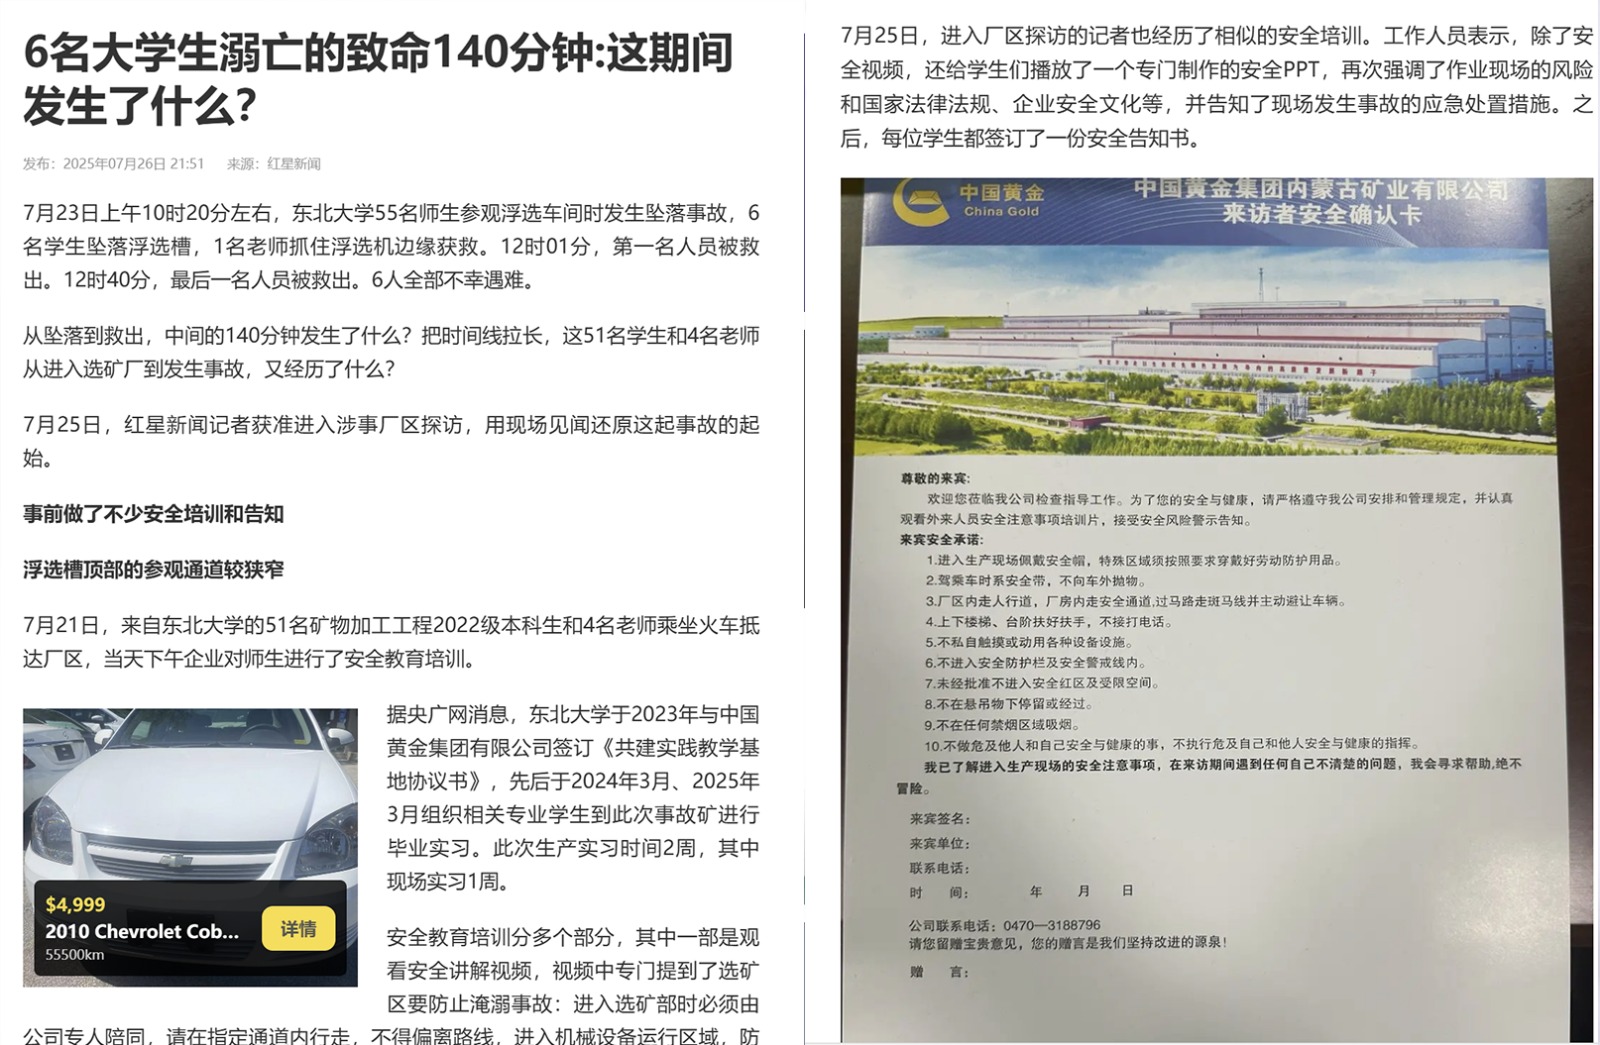 6名大学生溺亡的致命140分钟:这期间
发生了什么？
发布：2025年07月26日 21:51 来源：红星新闻
7月23日上午10时20分左右，东北大学55名师生参观浮选车间时发生坠落事故，6
名学生坠落浮选槽，1名老师抓住浮选机边缘获救。12时01分，第一名人员被救
出。12时40分，最后一名人员被救出。6人全部不幸遇难。
从坠落到救出，中间的140分钟发生了什么？把时间线拉长，这51名学生和4名老师
从进入选矿厂到发生事故，又经历了什么？
7月25日，红星新闻记者获准进入涉事厂区探访，用现场见闻还原这起事故的起
始。
事前做了不少安全培训和告知
浮选槽顶部的参观通道较狭窄
7月21日，来自东北大学的51名矿物加工工程2022级本科生和4名老师乘坐火车抵
达厂区，当天下午企业对师生进行了安全教育培训。
据央广网消息，东北大学于2023年与中国
黄金集团有限公司签订《共建实践教学基
地协议书》，先后于2024年3月、2025年
3月组织相关专业学生到此次事故矿进行
毕业实习。此次生产实习时间2周，其中
现场实习1周。
$4,999
2010 Chevrolet Cob...
55500km
详情
安全教育培训分多个部分，其中一部是观
看安全讲解视频，视频中专门提到了选矿
区要防止淹溺事故：进入选矿部时必须由
公司专人陪同，请在指定通道内行走，不得偏离路线，进入机械设备运行区域，防
7月25日，进入厂区探访的记者也经历了相似的安全培训。工作人员表示，除了安
全视频，还给学生们播放了一个专门制作的安全PPT，再次强调了作业现场的风险
和国家法律法规、企业安全文化等，并告知了现场发生事故的应急处置措施。之
后，每位学生都签订了一份安全告知书。
中国黄金
China Gold
中国黄金集团内蒙古矿业有限公司
来访者安全确认卡
尊敬的来宾：
欢迎您莅临我公司检查指导工作。为了您的安全与健康，请严格遵守我公司安排和管理规定，并认真
观看外来人员安全注意事项培训片，接受安全风险警示告知。
来宾安全承诺：
1.进入生产现场佩戴安全帽，特殊区域须按照要求穿戴好劳动防护用品。
2.驾乘车时系安全带，不向车外抛物。
3.厂区内走人行道，厂房内走安全通道,过马路走斑马线并主动避让车辆。
4.上下楼梯、台阶扶好扶手，不接打电话。
5.不私自触摸或动用各种设备设施。
6.不进入安全防护栏及安全警戒线内。
7.未经批准不进入安全红区及受限空间。
8.不在悬吊物下停留或经过。
9.不在任何禁烟区域吸烟。
10.不做危及他人和自己安全与健康的事，不执行危及自己和他人安全与健康的指挥。
我已了解进入生产现场的安全注意事项，在来访期间遇到任何自己不清楚的问题，我会寻求帮助,绝不
冒险。
来宾签名：
来宾单位：
联系电话：
时 间： 年 月 日
公司联系电话：0470—3188796
请您留赠宝贵意见，您的赠言是我们坚持改进的源泉！
赠 言：